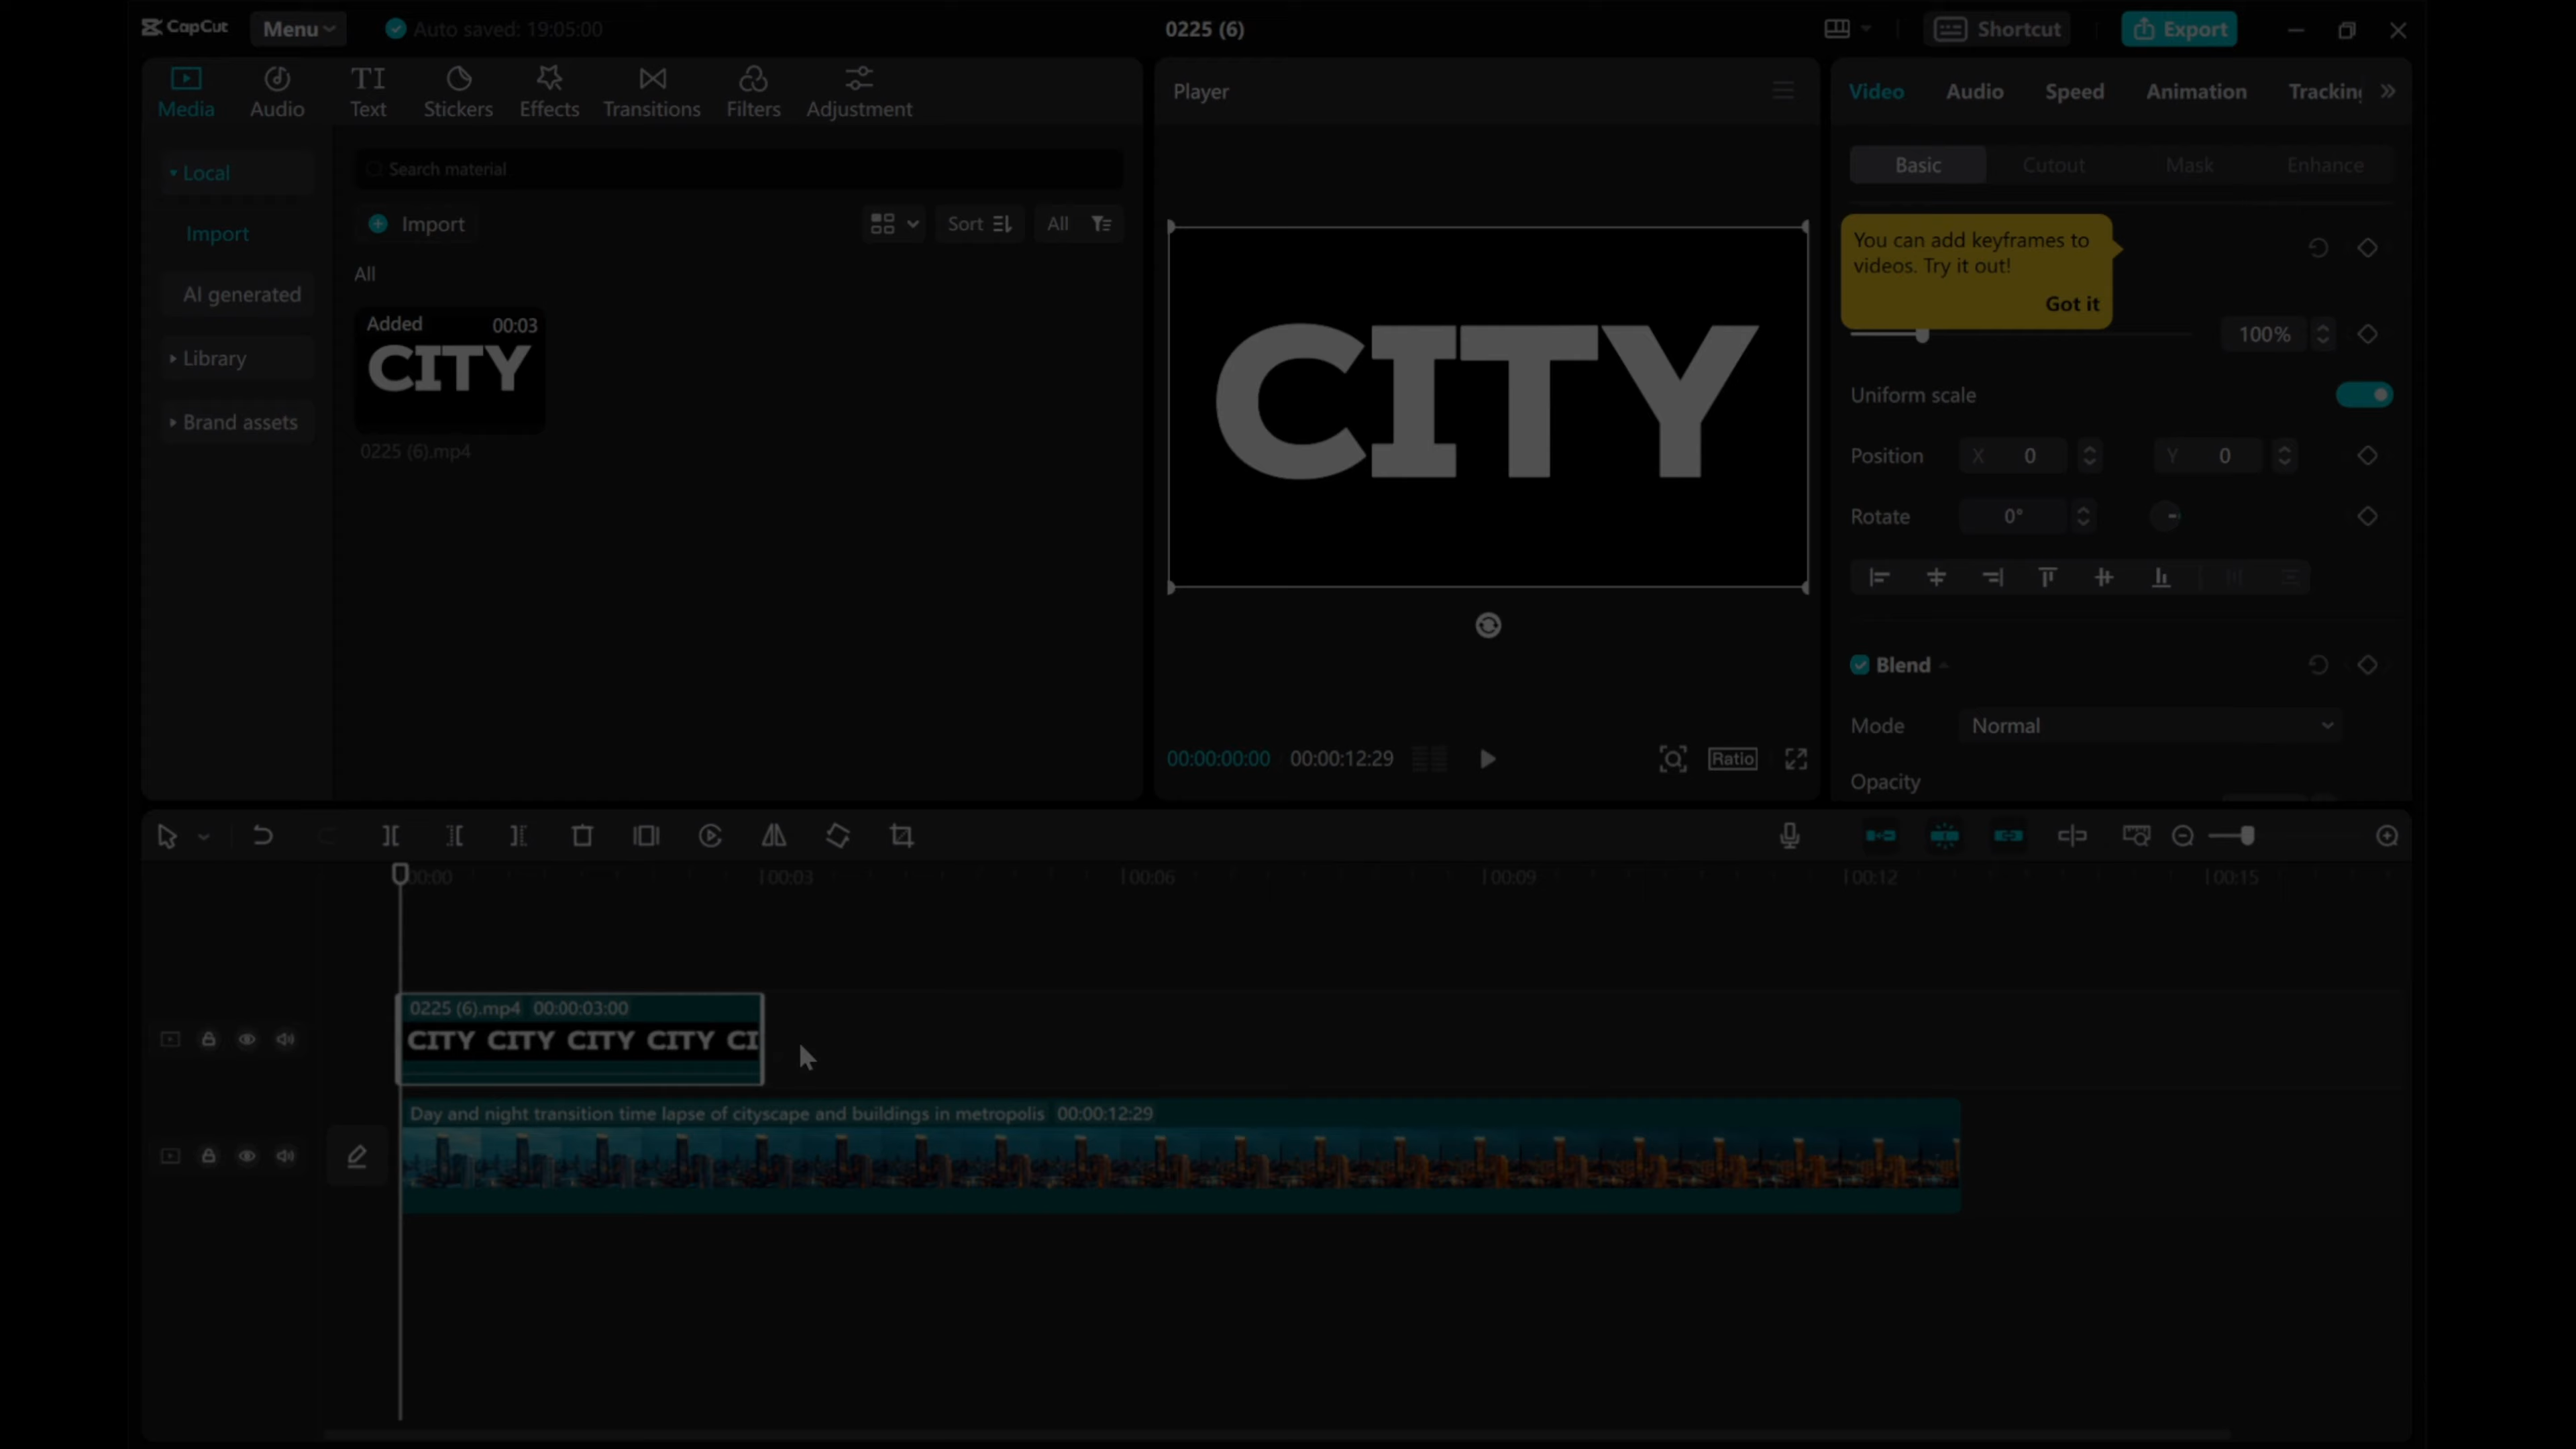 CapCut
Menu
Auto saved: 19:05:00
0225 (6)
Shortcut
Export
Media
Audio
TI
Text
Stickers
Effects
Transitions
Filters
Adjustment
Local
Import
AI generated
Library
Brand assets
Search material
Import
Sort
All
All
Added
00:03
CITY
0225 (6).mp4
Player
CITY
00:00:00:00
00:00:12:29
Ratio
Video
Audio
Speed
Animation
Tracking
Basic
Cutout
Mask
Enhance
You can add keyframes to
videos. Try it out!
Got it
100%
Uniform scale
Position
X 0
Y 0
Rotate
0°
Blend
Mode
Normal
Opacity
00:00
00:03
00:06
00:09
00:12
00:15
0225 (6).mp4 00:00:03:00
CITY CITY CITY CITY CI
Day and night transition time lapse of cityscape and buildings in metropolis 00:00:12:29